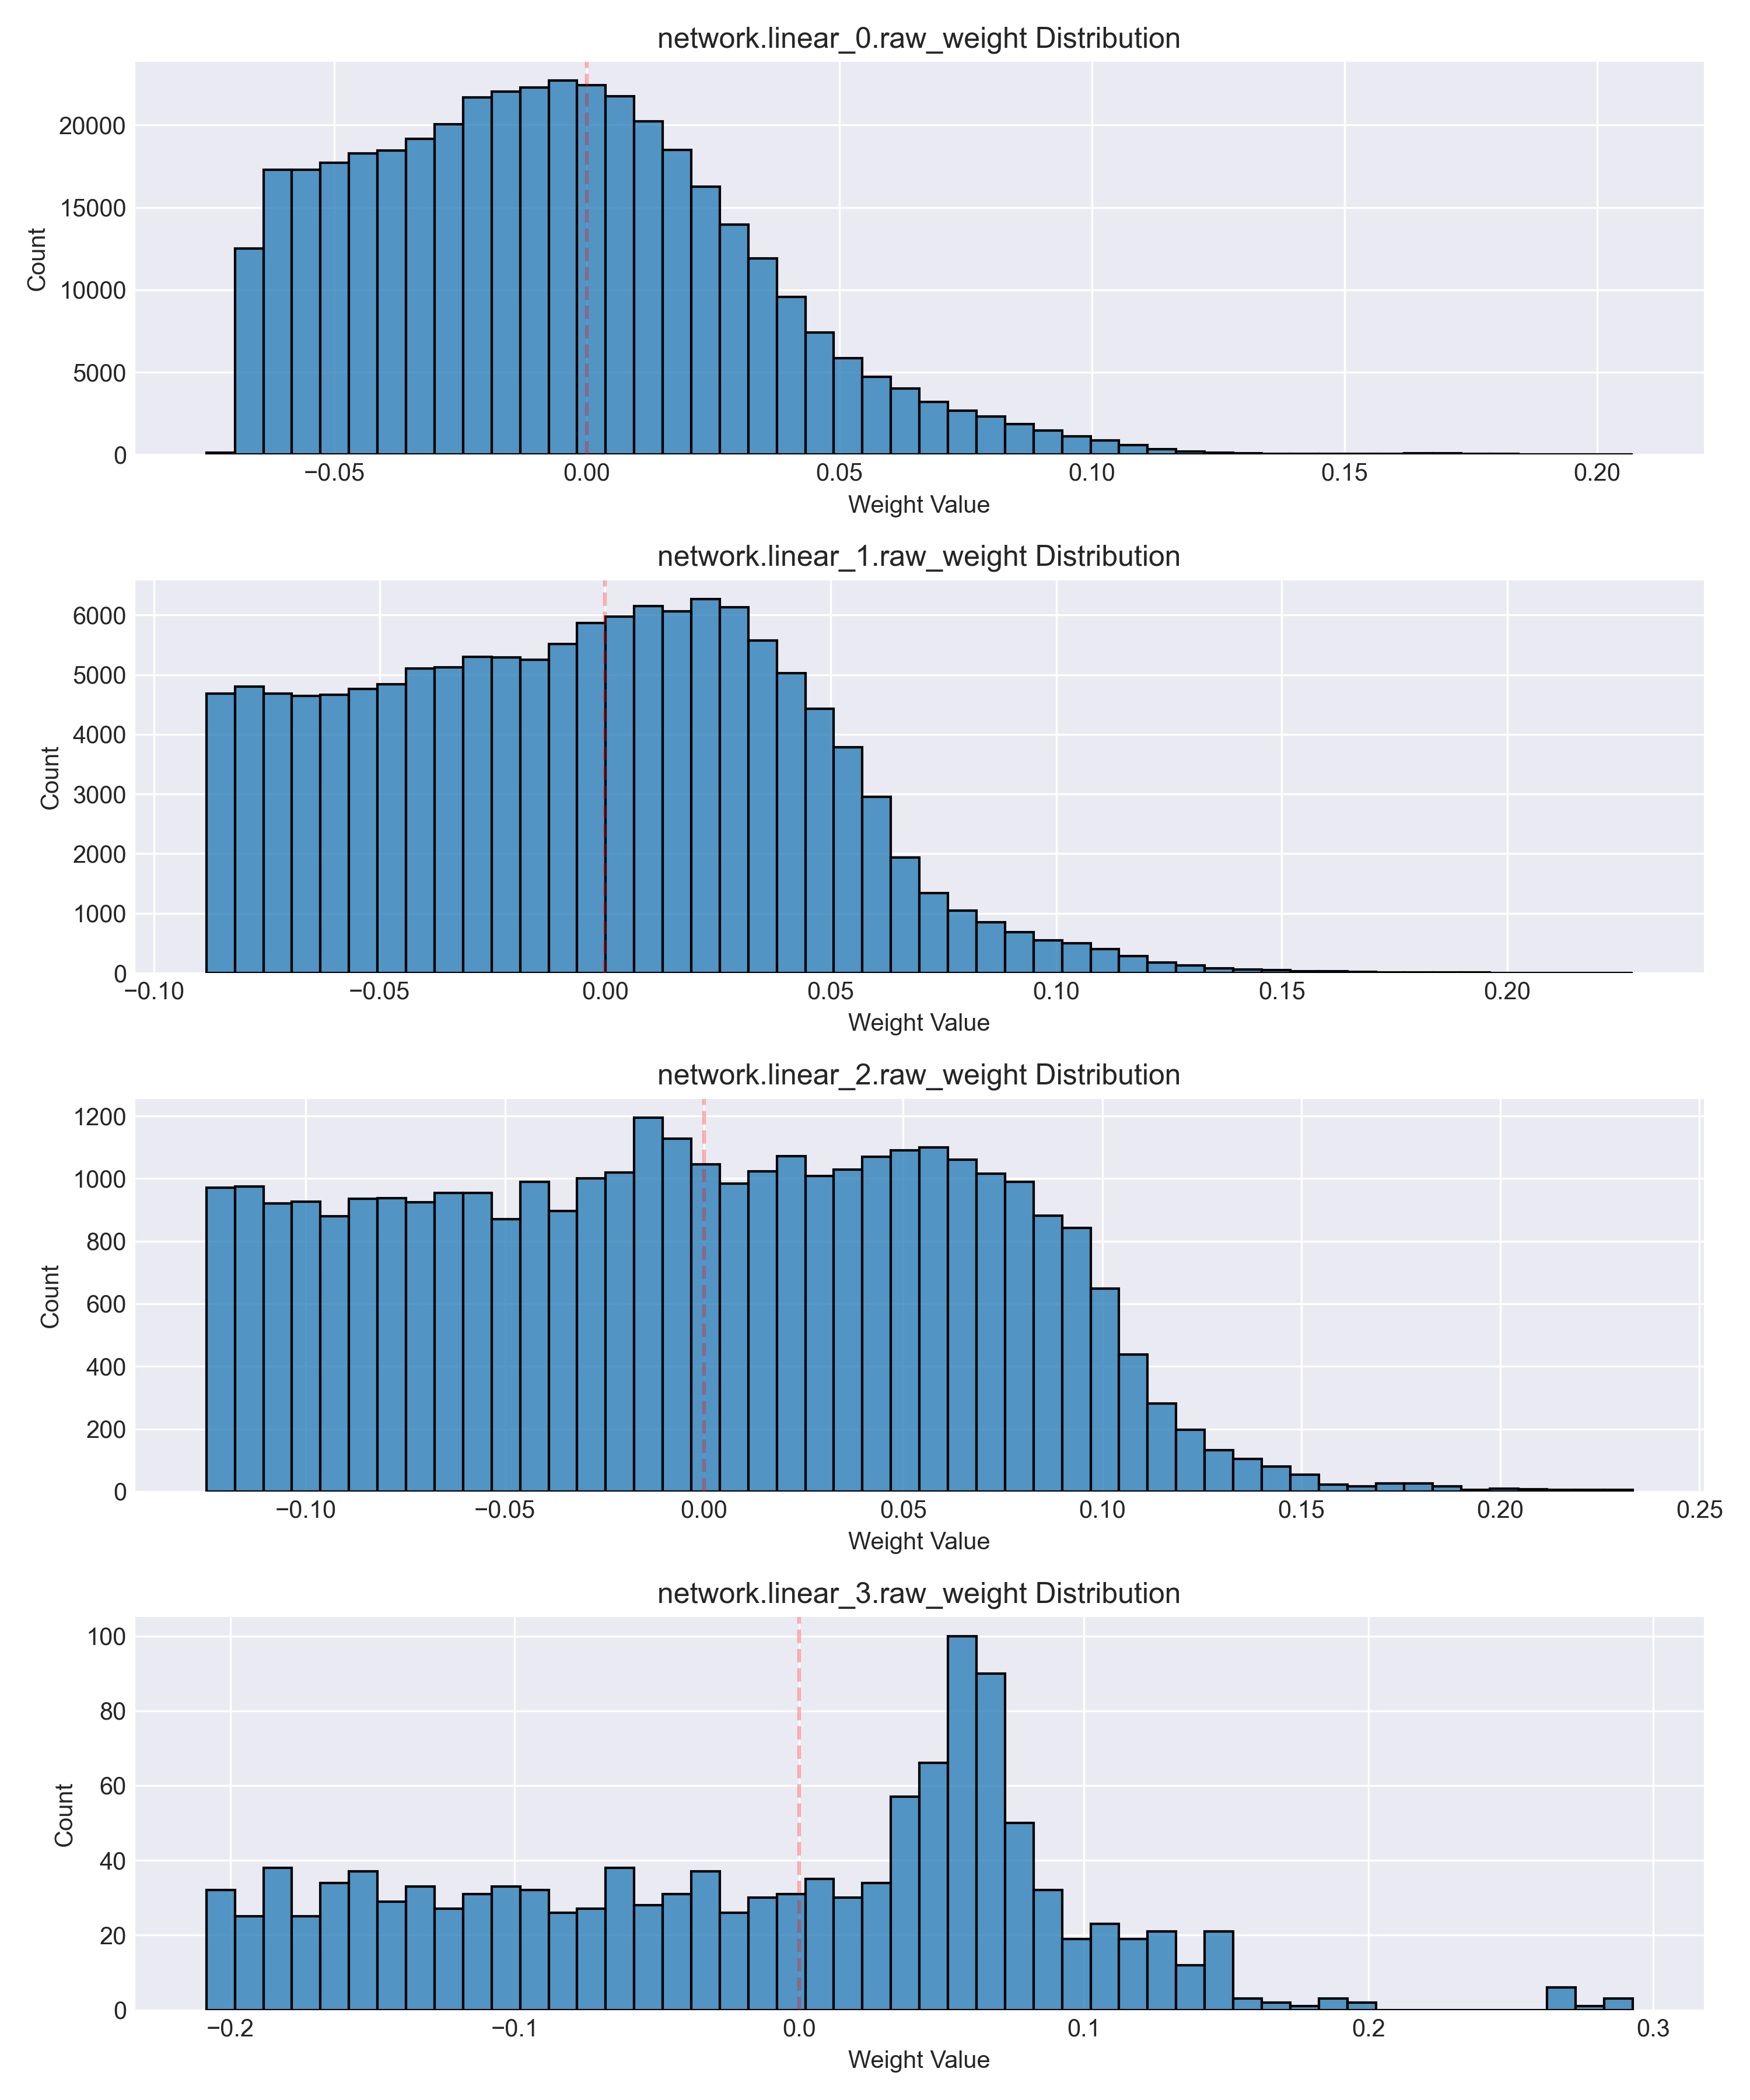 network.linear_0.raw_weight Distribution
Count
20000
15000
10000
5000
0
−0.05 0.00 0.05 0.10 0.15 0.20
Weight Value
network.linear_1.raw_weight Distribution
Count
6000
5000
4000
3000
2000
1000
0
−0.10 −0.05 0.00 0.05 0.10 0.15 0.20
Weight Value
network.linear_2.raw_weight Distribution
Count
1200
1000
800
600
400
200
0
−0.10 −0.05 0.00 0.05 0.10 0.15 0.20 0.25
Weight Value
network.linear_3.raw_weight Distribution
Count
100
80
60
40
20
0
−0.2 −0.1 0.0 0.1 0.2 0.3
Weight Value